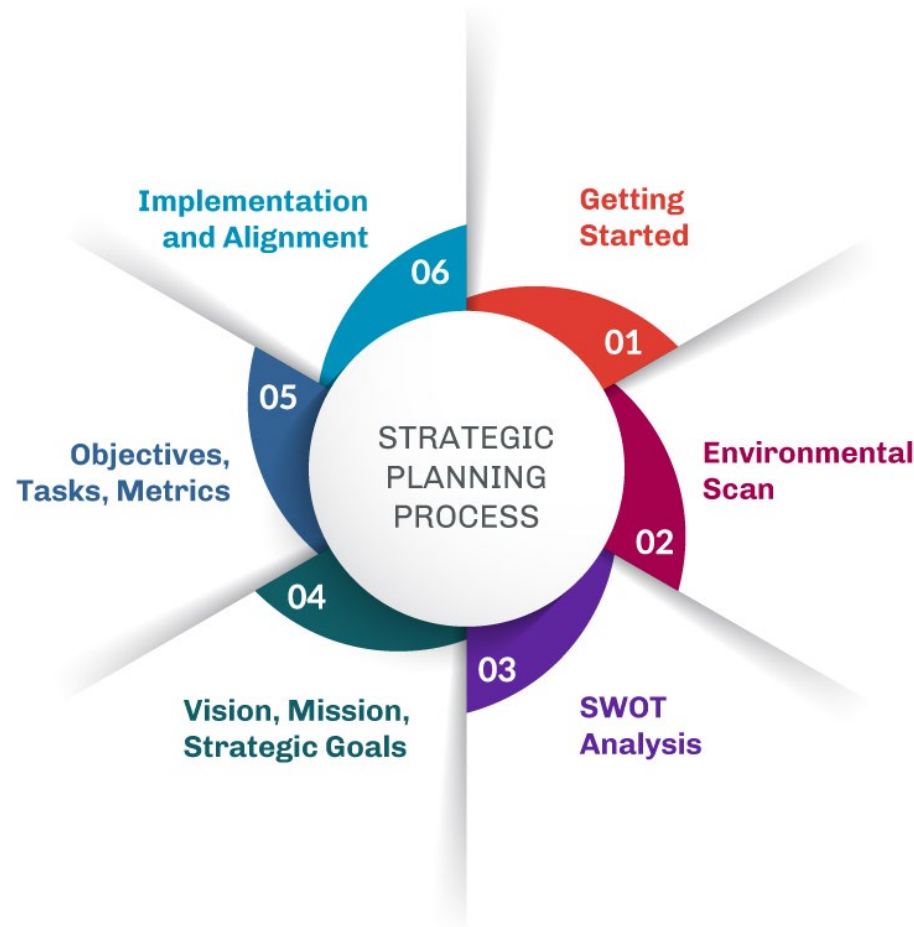 STRATEGIC
PLANNING
PROCESS
01
Getting
Started
02
Environmental
Scan
03
SWOT
Analysis
04
Vision, Mission,
Strategic Goals
05
Objectives,
Tasks, Metrics
06
Implementation
and Alignment